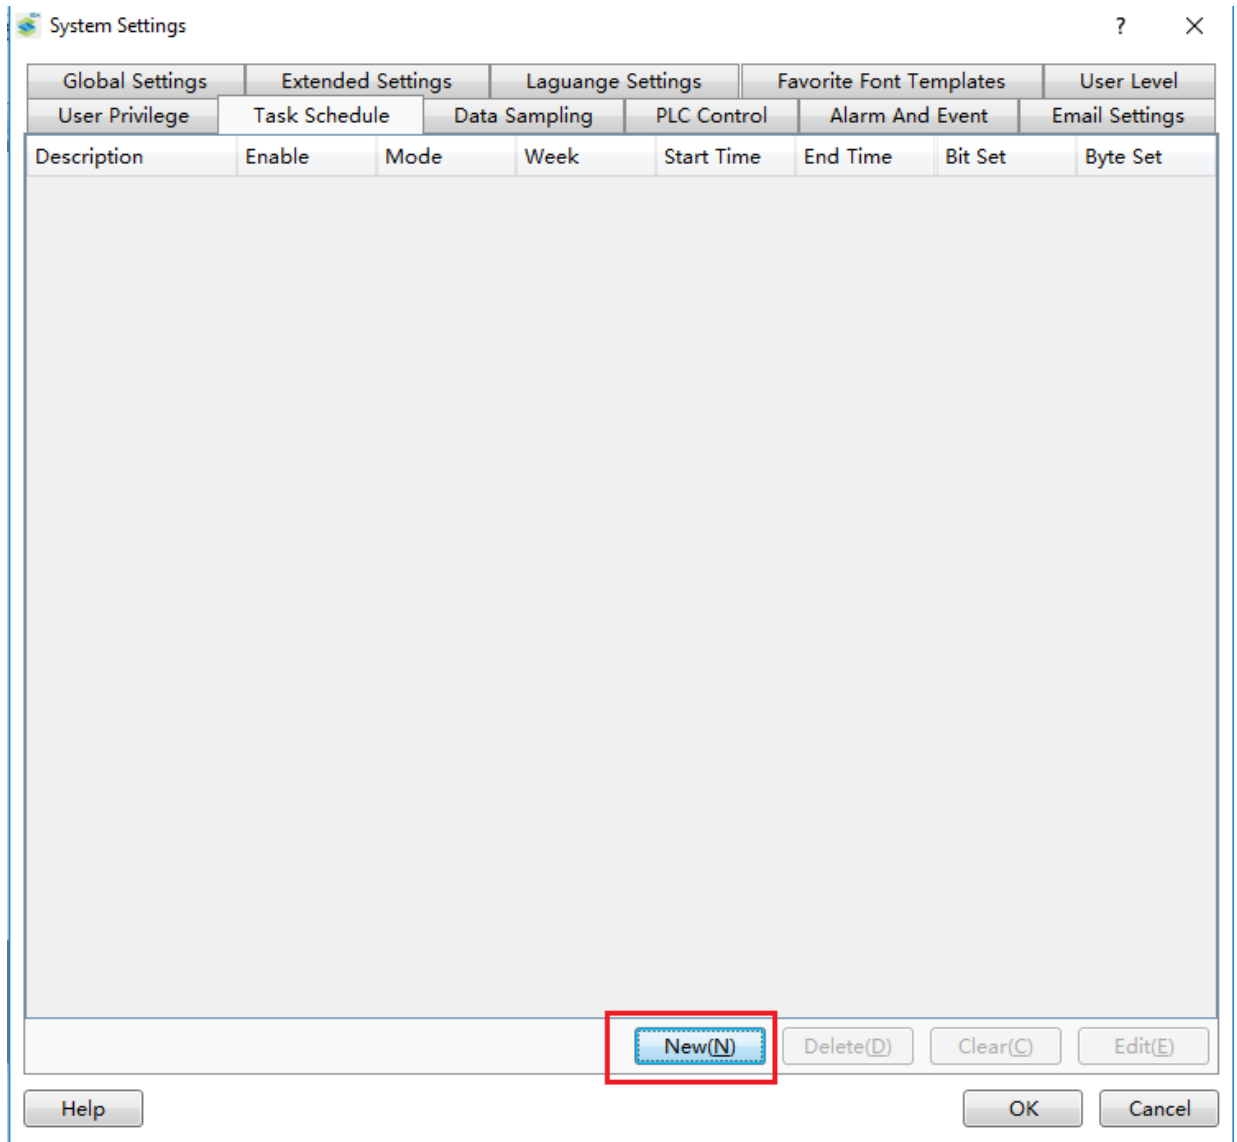 System Settings ?
Global Settings Extended Settings Laguange Settings Favorite Font Templates User Level
User Privilege Task Schedule Data Sampling PLC Control Alarm And Event Email Settings
Description Enable Mode Week Start Time End Time Bit Set Byte Set
New(N) Delete(D) Clear(C) Edit(E)
Help OK Cancel